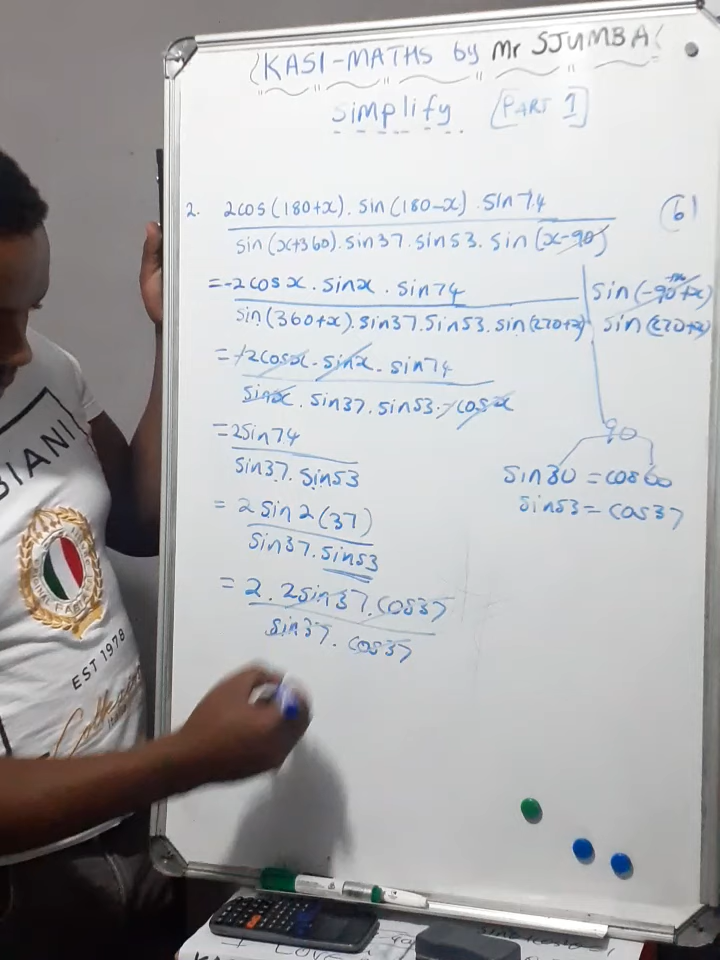 KASI-MATHS by Mr SJUMBA
Simplify [PART 1]
2. 2cos(180+x). sin(180-x) .sin74 (6)
sin(x+360).sin37.sin53. sin(x-90)
=-2cosx . sinx . sin74
sin(360+x).sin37.sin53.sin(270+x)
sin(-90+x)
sin(270+x)
= -2cosx . sinx . sin74
sinx . sin37 . sin53.-cosx
=2sin74
sin37. sin53
= 2sin2(37)
sin37.sin53
= 2. 2sin37.cos37
sin37. cos37
90
sin30 = cos60
sin53 = cos37
BIANI
EST 1978